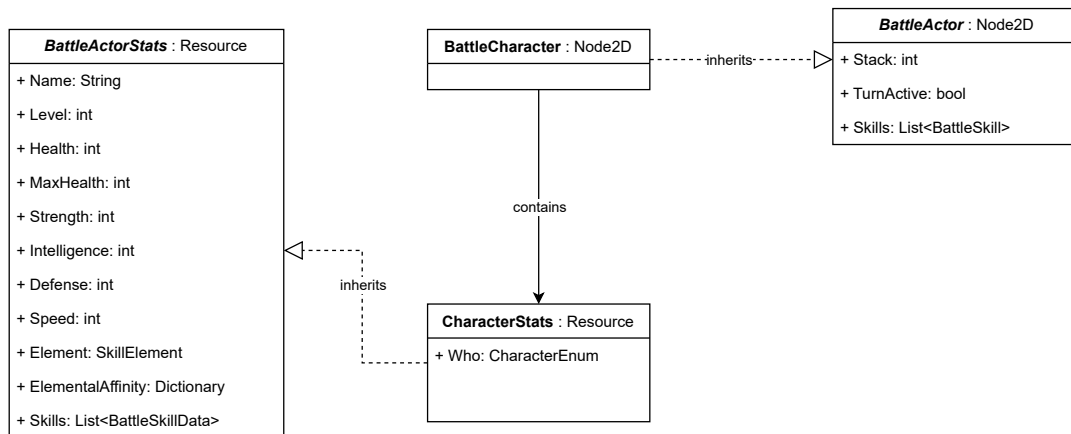 BattleActorStats : Resource
+ Name: String
+ Level: int
+ Health: int
+ MaxHealth: int
+ Strength: int
+ Intelligence: int
+ Defense: int
+ Speed: int
+ Element: SkillElement
+ ElementalAffinity: Dictionary
+ Skills: List<BattleSkillData>
inherits
BattleCharacter : Node2D
inherits
BattleActor : Node2D
+ Stack: int
+ TurnActive: bool
+ Skills: List<BattleSkill>
contains
CharacterStats : Resource
+ Who: CharacterEnum